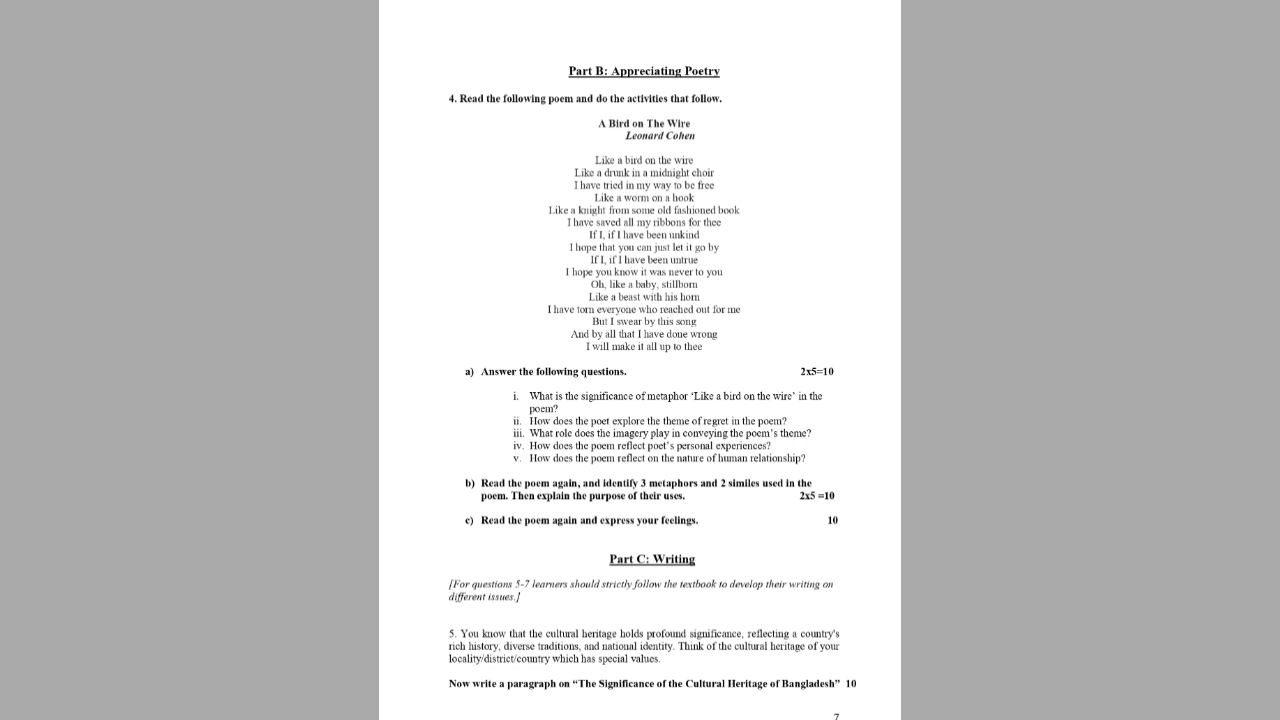 Part B: Appreciating Poetry
4. Read the following poem and do the activities that follow.
A Bird on The Wire
Leonard Cohen
Like a bird on the wire
Like a drunk in a midnight choir
I have tried in my way to be free
Like a worm on a hook
Like a knight from some old fashioned book
I have saved all my ribbons for thee
If I, if I have been unkind
I hope that you can just let it go by
If I, if I have been untrue
I hope you know it was never to you
Oh, like a baby, stillborn
Like a beast with his horn
I have torn everyone who reached out for me
But I swear by this song
And by all that I have done wrong
I will make it all up to thee
a) Answer the following questions. 2x5=10
i. What is the significance of metaphor ‘Like a bird on the wire’ in the
poem?
ii. How does the poet explore the theme of regret in the poem?
iii. What role does the imagery play in conveying the poem’s theme?
iv. How does the poem reflect poet’s personal experiences?
v. How does the poem reflect on the nature of human relationship?
b) Read the poem again, and identify 3 metaphors and 2 similes used in the
poem. Then explain the purpose of their uses. 2x5 =10
c) Read the poem again and express your feelings. 10
Part C: Writing
[For questions 5-7 learners should strictly follow the textbook to develop their writing on
different issues.]
5. You know that the cultural heritage holds profound significance, reflecting a country's
rich history, diverse traditions, and national identity. Think of the cultural heritage of your
locality/district/country which has special values.
Now write a paragraph on “The Significance of the Cultural Heritage of Bangladesh” 10
7